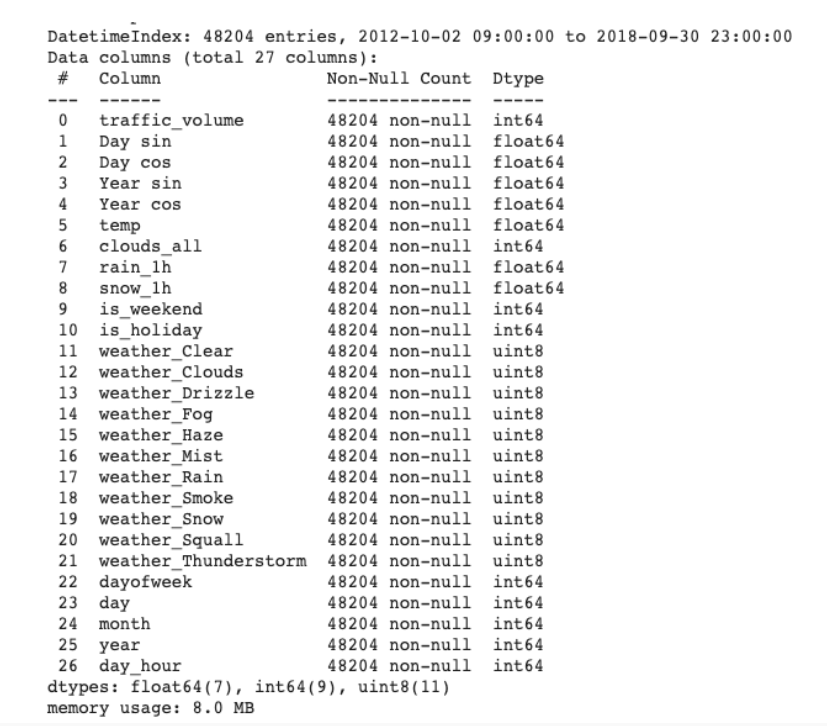 DatetimeIndex: 48204 entries, 2012-10-02 09:00:00 to 2018-09-30 23:00:00
Data columns (total 27 columns):
 #   Column                Non-Null Count  Dtype
---  ------                --------------  -----
 0   traffic_volume        48204 non-null  int64
 1   Day sin               48204 non-null  float64
 2   Day cos               48204 non-null  float64
 3   Year sin              48204 non-null  float64
 4   Year cos              48204 non-null  float64
 5   temp                  48204 non-null  float64
 6   clouds_all            48204 non-null  int64
 7   rain_1h               48204 non-null  float64
 8   snow_1h               48204 non-null  float64
 9   is_weekend            48204 non-null  int64
 10  is_holiday            48204 non-null  int64
 11  weather_Clear         48204 non-null  uint8
 12  weather_Clouds        48204 non-null  uint8
 13  weather_Drizzle       48204 non-null  uint8
 14  weather_Fog           48204 non-null  uint8
 15  weather_Haze          48204 non-null  uint8
 16  weather_Mist          48204 non-null  uint8
 17  weather_Rain          48204 non-null  uint8
 18  weather_Smoke         48204 non-null  uint8
 19  weather_Snow          48204 non-null  uint8
 20  weather_Squall        48204 non-null  uint8
 21  weather_Thunderstorm  48204 non-null  uint8
 22  dayofweek             48204 non-null  int64
 23  day                   48204 non-null  int64
 24  month                 48204 non-null  int64
 25  year                  48204 non-null  int64
 26  day_hour              48204 non-null  int64
dtypes: float64(7), int64(9), uint8(11)
memory usage: 8.0 MB